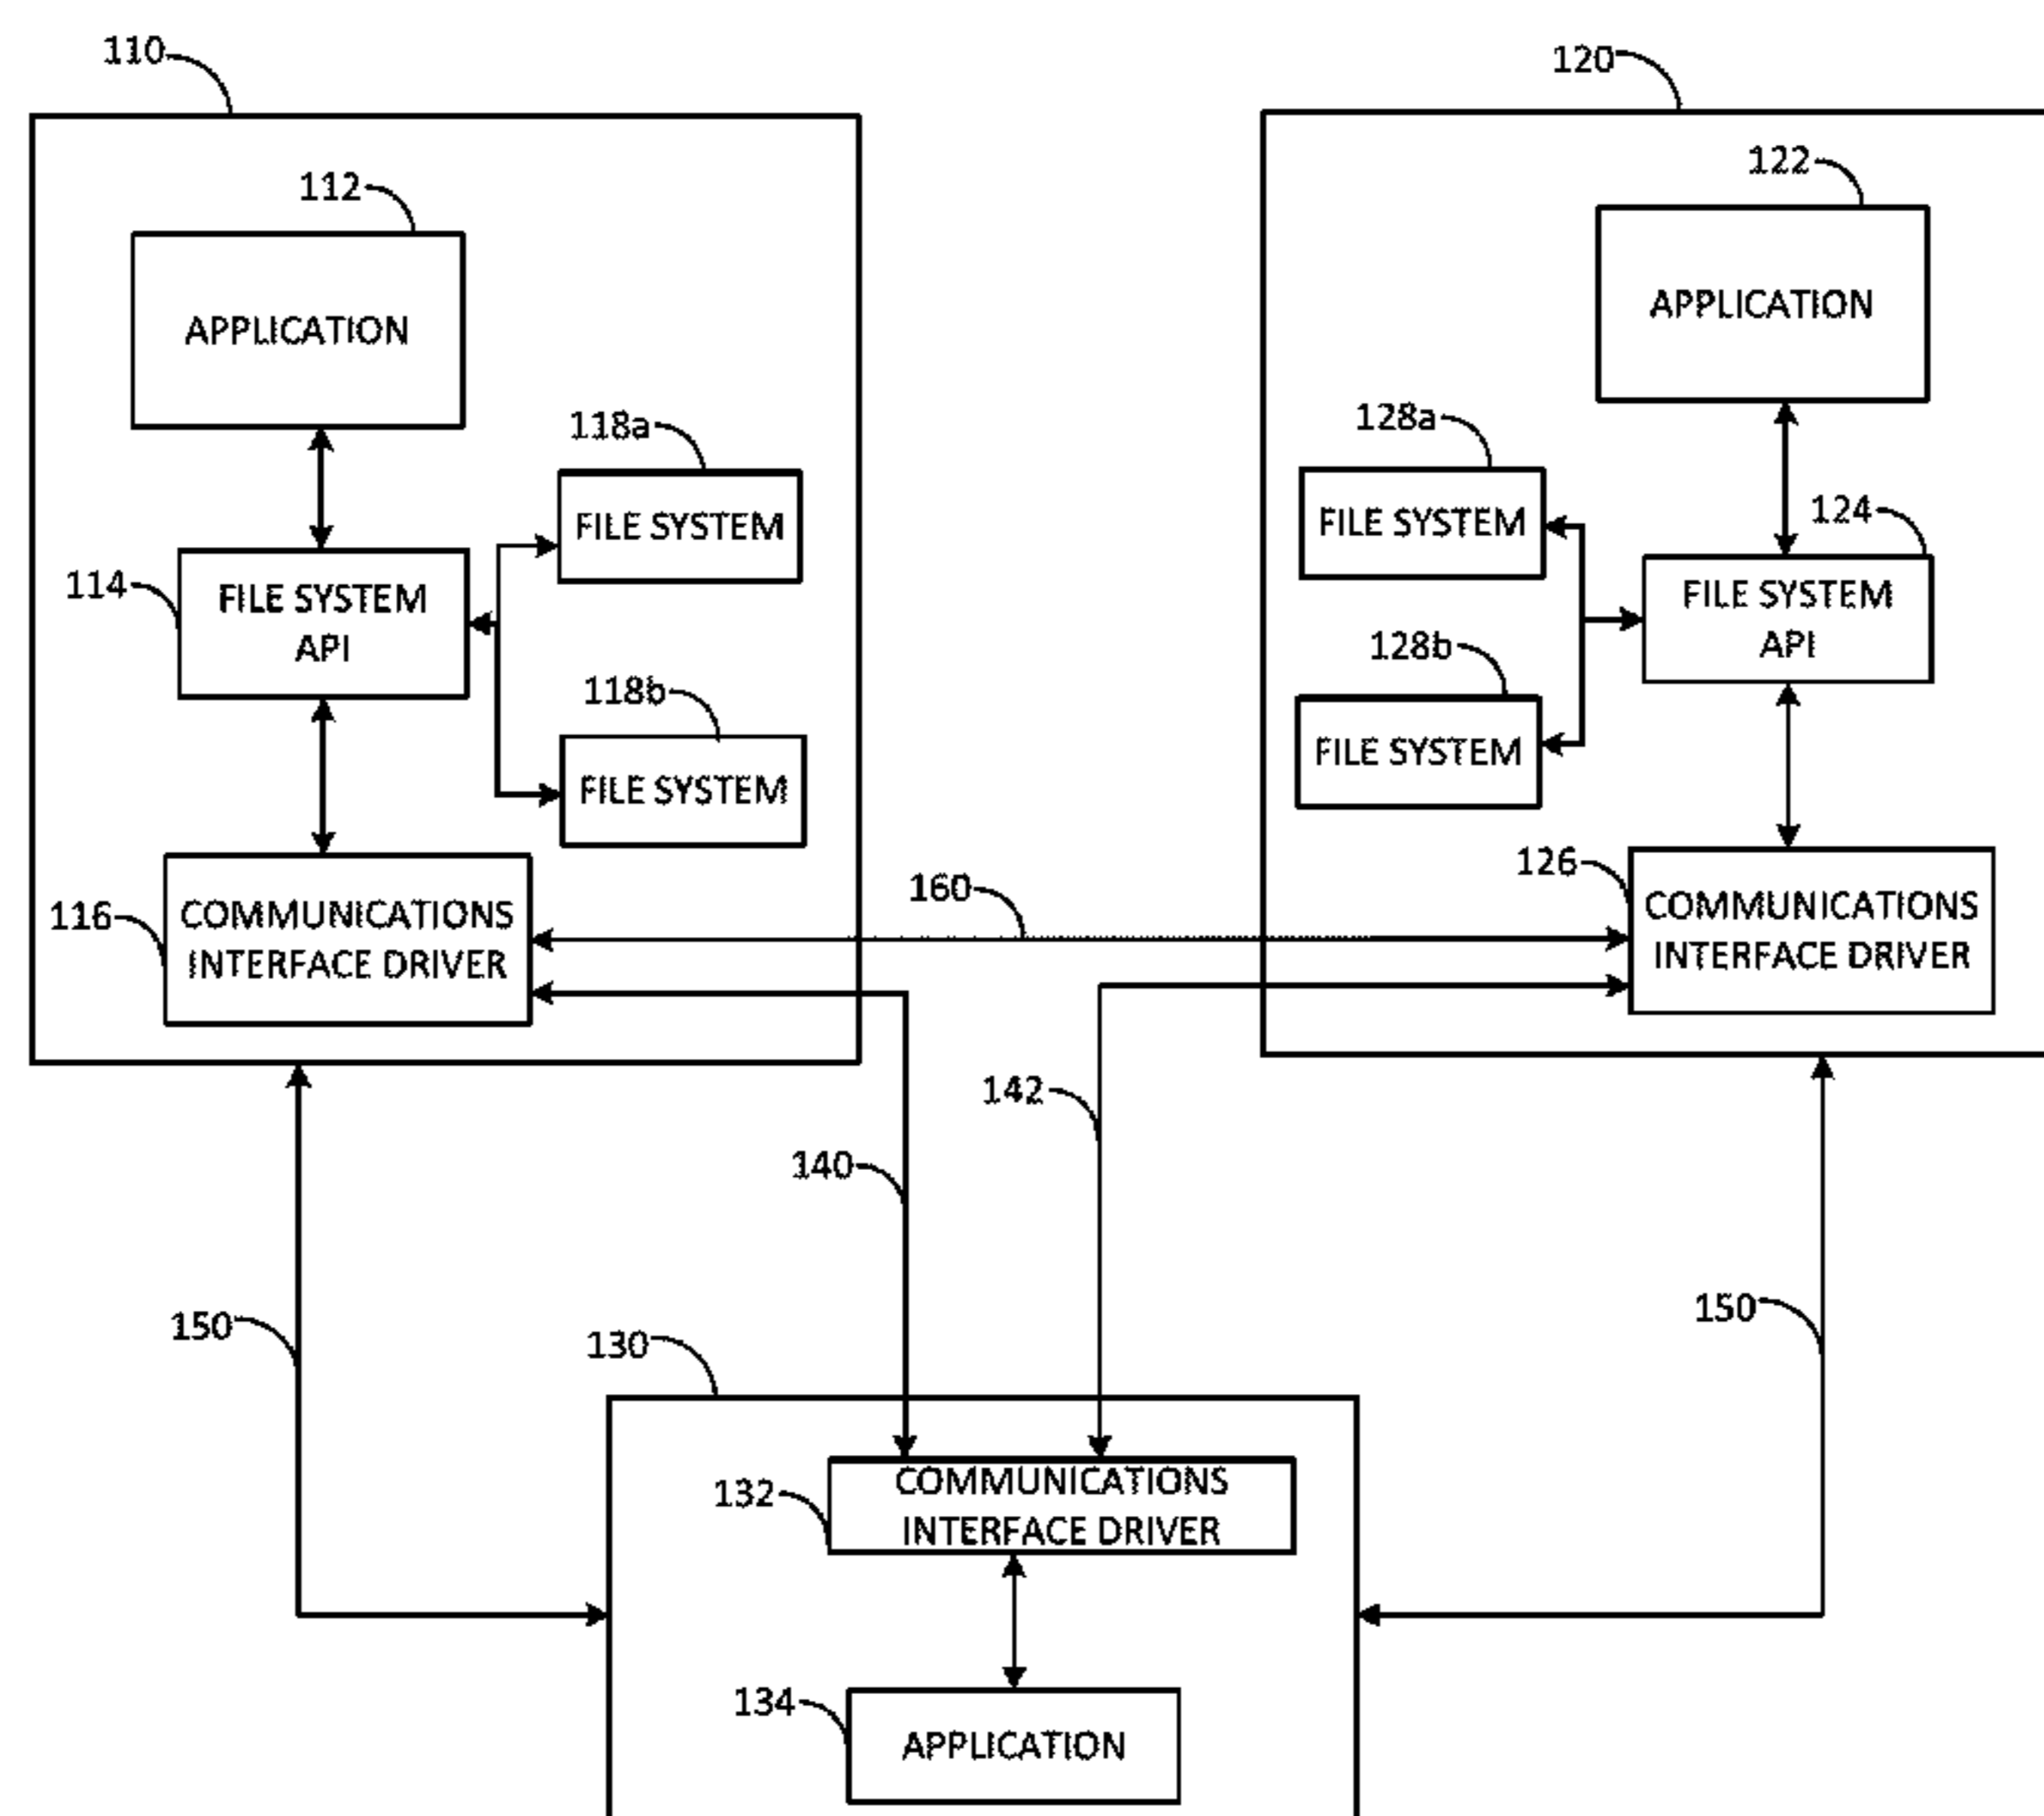 110
120
112
122
APPLICATION
APPLICATION
118a
128a
FILE SYSTEM
FILE SYSTEM
124
114
FILE SYSTEM
API
FILE SYSTEM
API
118b
128b
FILE SYSTEM
FILE SYSTEM
116
COMMUNICATIONS
INTERFACE DRIVER
160
126
COMMUNICATIONS
INTERFACE DRIVER
142
140
150
150
130
132
COMMUNICATIONS
INTERFACE DRIVER
134
APPLICATION